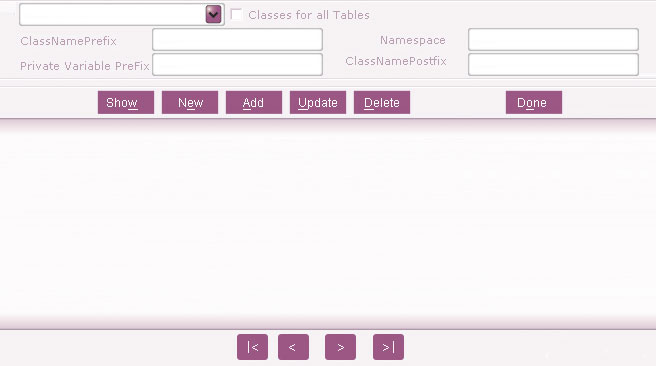 Classes for all Tables
ClassNamePrefix Namespace
Private Variable PreFix ClassNamePostfix
Show New Add Update Delete Done
|< < > >|